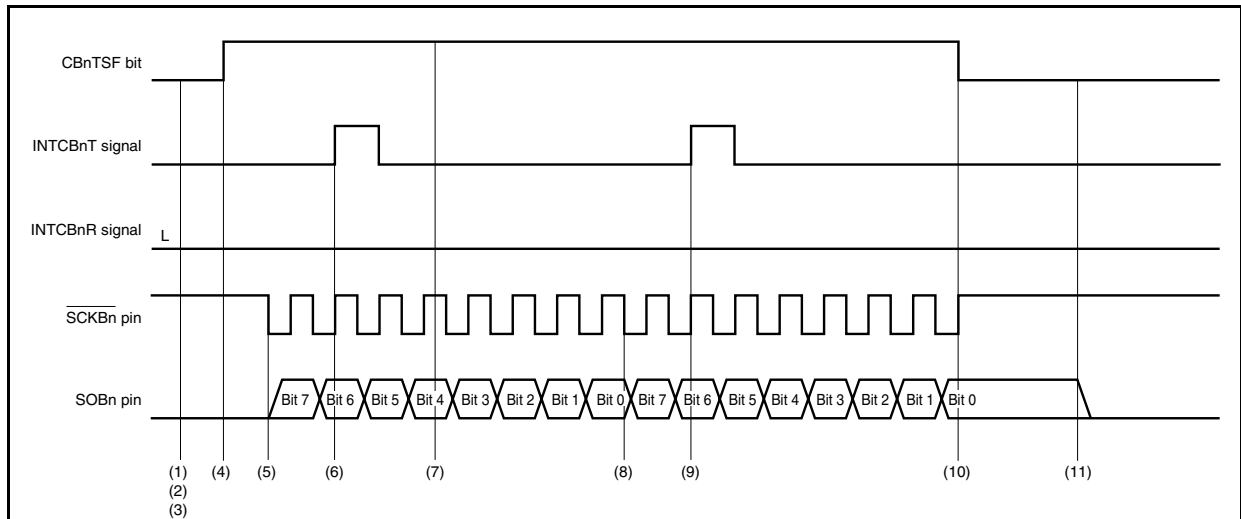 CBnTSF bit
INTCBnT signal
INTCBnR signal L
SCKBn pin
SOBn pin Bit 7 Bit 6 Bit 5 Bit 4 Bit 3 Bit 2 Bit 1 Bit 0 Bit 7 Bit 6 Bit 5 Bit 4 Bit 3 Bit 2 Bit 1 Bit 0
(1) (4) (5) (6) (7) (8) (9) (10) (11)
(2)
(3)